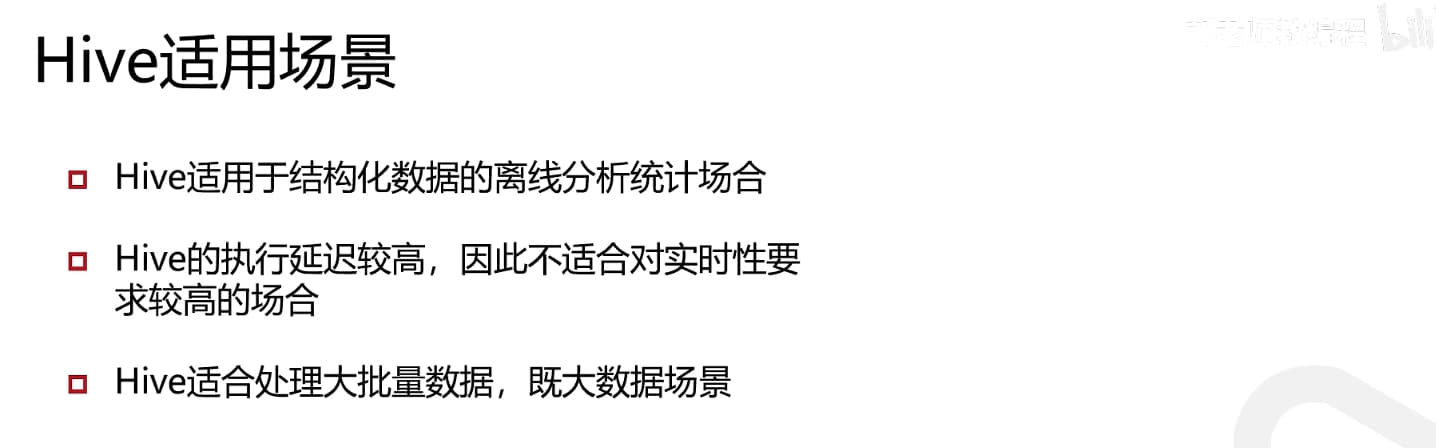 Hive适用场景
Hive适用于结构化数据的离线分析统计场合
Hive的执行延迟较高，因此不适合对实时性要
求较高的场合
Hive适合处理大批量数据，既大数据场景